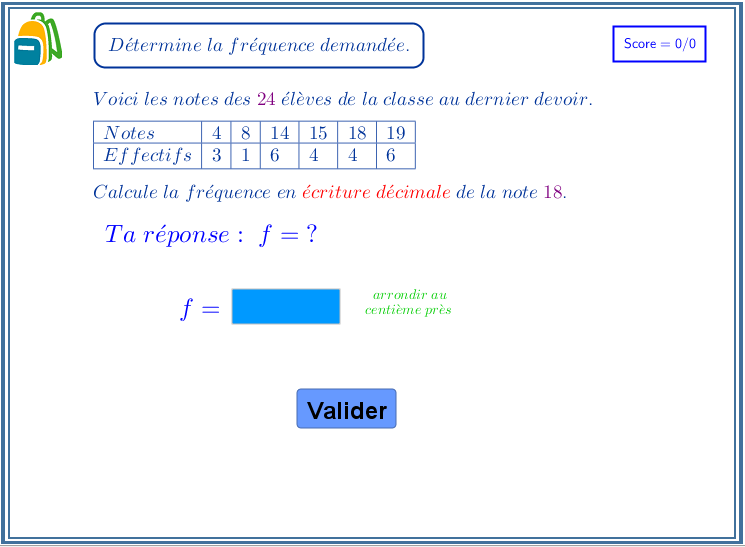 Détermine la fréquence demandée.
Score = 0/0
Voici les notes des 24 élèves de la classe au dernier devoir.
Notes 4 8 14 15 18 19
Effectifs 3 1 6 4 4 6
Calcule la fréquence en écriture décimale de la note 18.
Ta réponse : f = ?
f =
arrondir au
centième près
Valider